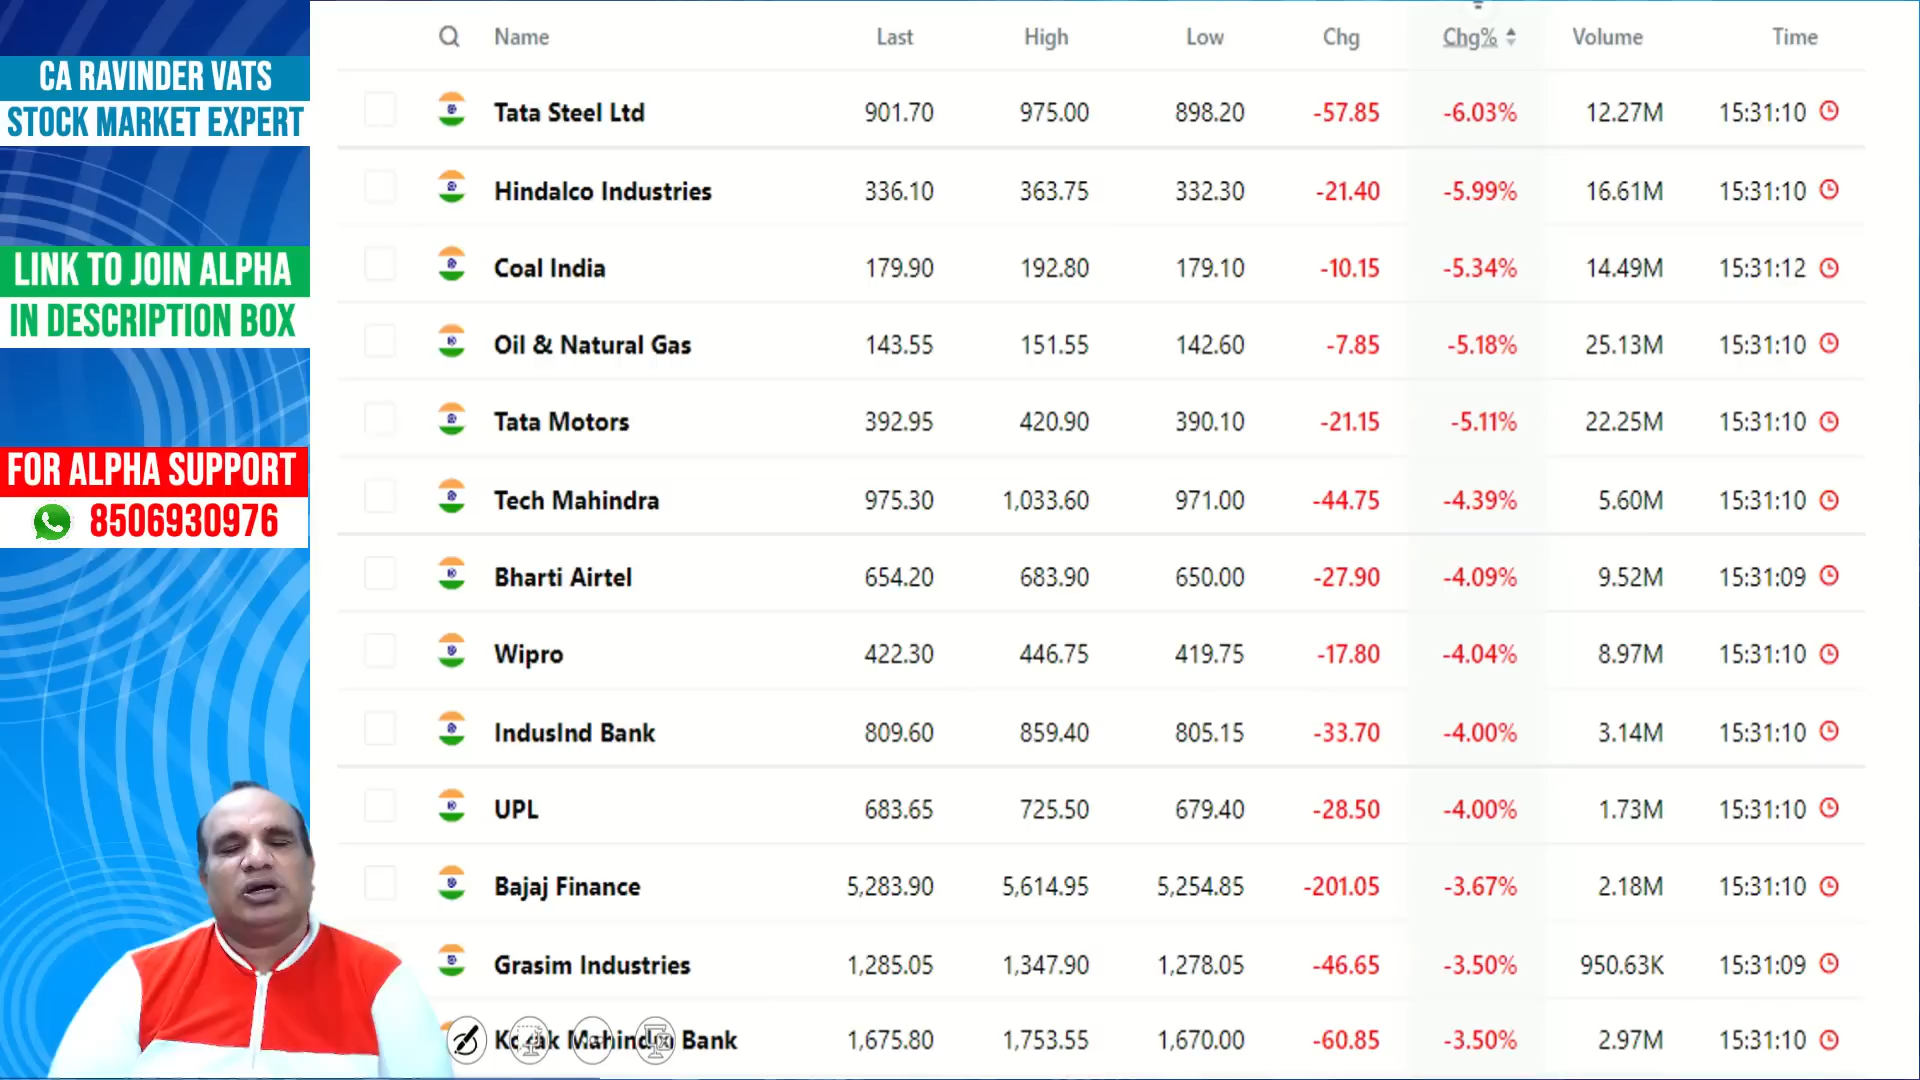 CA RAVINDER VATS
STOCK MARKET EXPERT
LINK TO JOIN ALPHA
IN DESCRIPTION BOX
FOR ALPHA SUPPORT
8506930976
Name Last High Low Chg Chg% Volume Time
Tata Steel Ltd 901.70 975.00 898.20 -57.85 -6.03% 12.27M 15:31:10
Hindalco Industries 336.10 363.75 332.30 -21.40 -5.99% 16.61M 15:31:10
Coal India 179.90 192.80 179.10 -10.15 -5.34% 14.49M 15:31:12
Oil & Natural Gas 143.55 151.55 142.60 -7.85 -5.18% 25.13M 15:31:10
Tata Motors 392.95 420.90 390.10 -21.15 -5.11% 22.25M 15:31:10
Tech Mahindra 975.30 1,033.60 971.00 -44.75 -4.39% 5.60M 15:31:10
Bharti Airtel 654.20 683.90 650.00 -27.90 -4.09% 9.52M 15:31:09
Wipro 422.30 446.75 419.75 -17.80 -4.04% 8.97M 15:31:10
IndusInd Bank 809.60 859.40 805.15 -33.70 -4.00% 3.14M 15:31:10
UPL 683.65 725.50 679.40 -28.50 -4.00% 1.73M 15:31:10
Bajaj Finance 5,283.90 5,614.95 5,254.85 -201.05 -3.67% 2.18M 15:31:10
Grasim Industries 1,285.05 1,347.90 1,278.05 -46.65 -3.50% 950.63K 15:31:09
Kotak Mahindra Bank 1,675.80 1,753.55 1,670.00 -60.85 -3.50% 2.97M 15:31:10